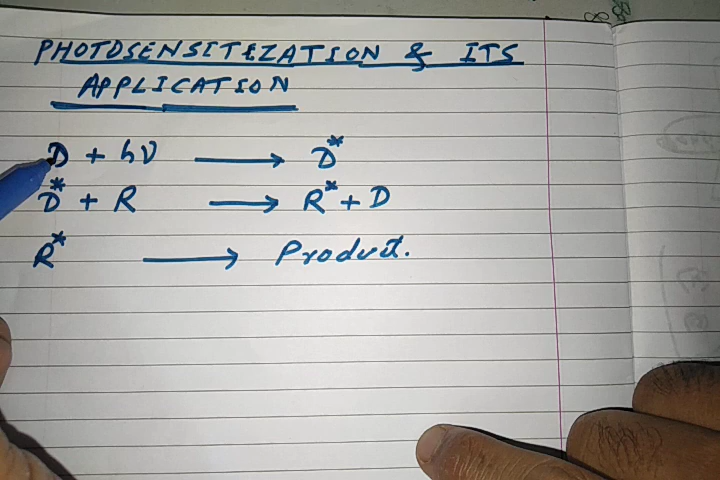 PHOTOSENSITIZATION & ITS
APPLICATION
D + hν ⟶ D*
D* + R ⟶ R* + D
R* ⟶ Product.